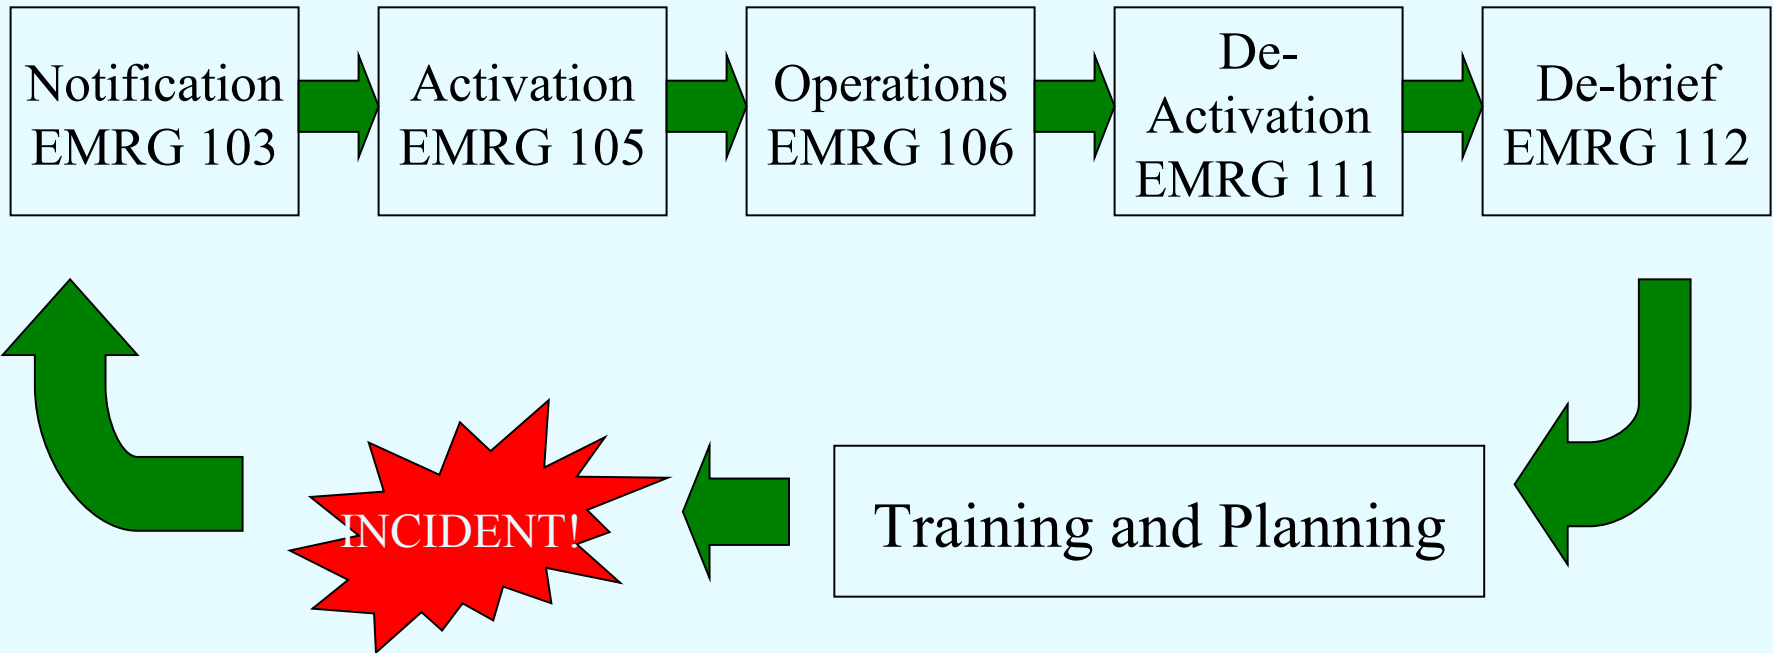 Notification
EMRG 103
Activation
EMRG 105
Operations
EMRG 106
De-
Activation
EMRG 111
De-brief
EMRG 112
INCIDENT!
Training and Planning